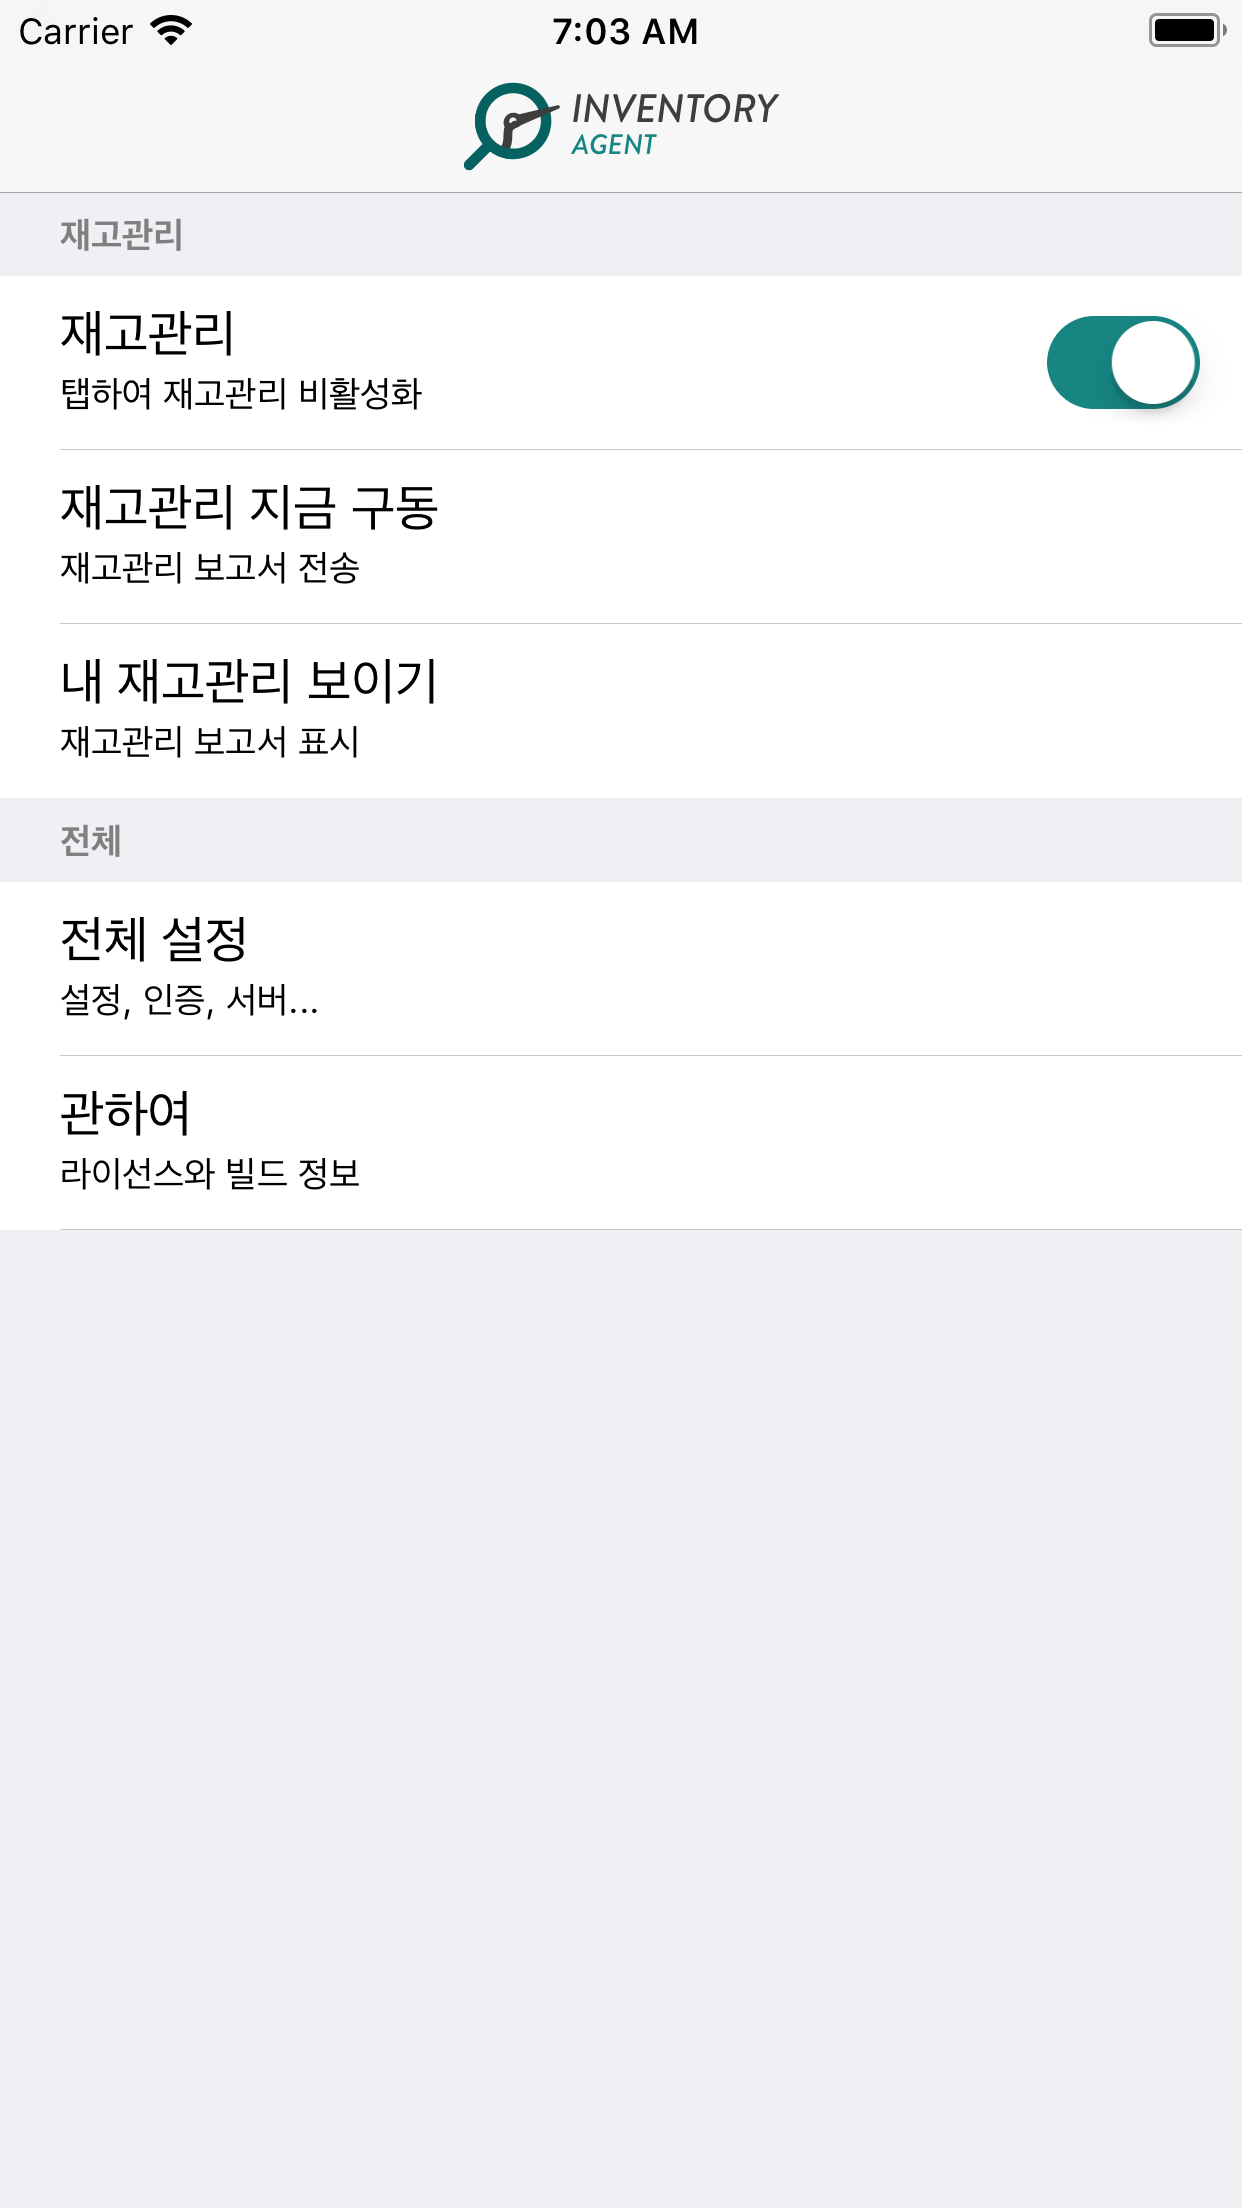 Carrier 7:03 AM
INVENTORY
AGENT
재고관리
재고관리
탭하여 재고관리 비활성화
재고관리 지금 구동
재고관리 보고서 전송
내 재고관리 보이기
재고관리 보고서 표시
전체
전체 설정
설정, 인증, 서버...
관하여
라이선스와 빌드 정보